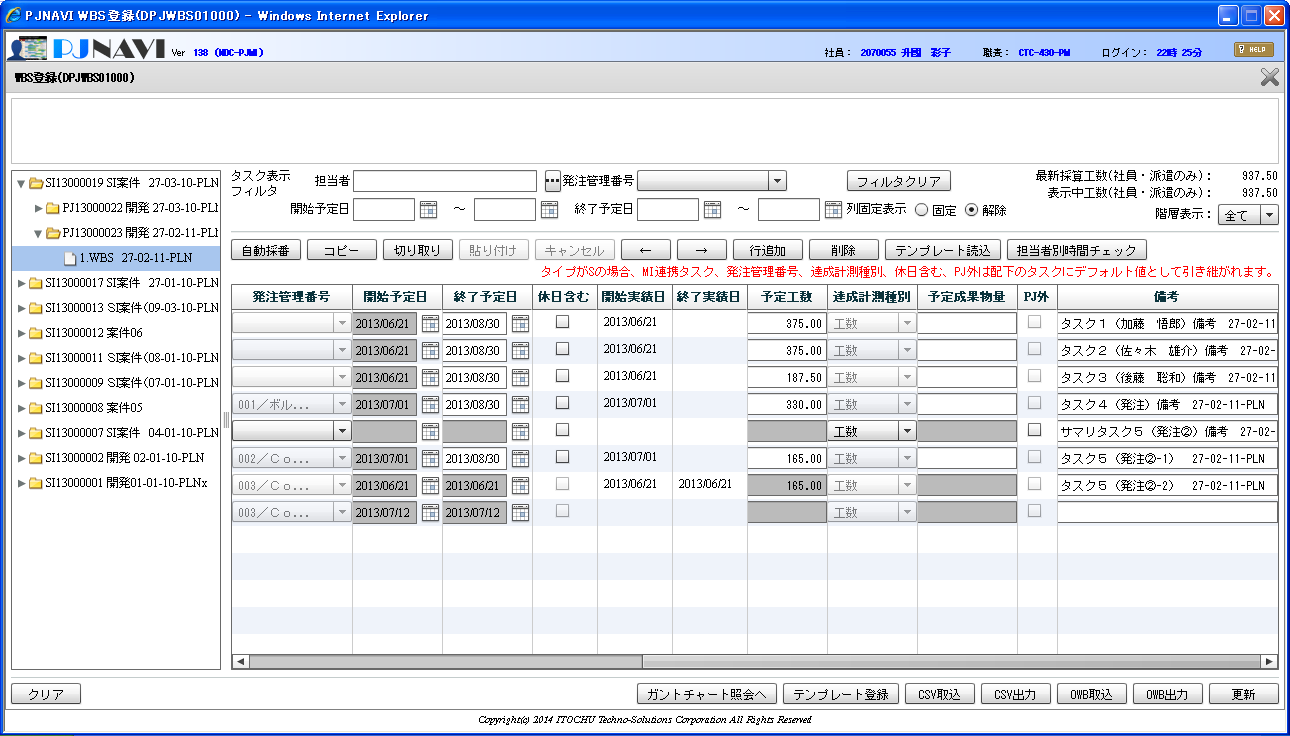 PJNAVI WBS登録(DPJWBS01000) - Windows Internet Explorer
PJNAVI Ver 138 (NDC-PJMI) 社員： 2070055 升國 彩子 職責： CTC-430-PM ログイン： 22時 25分 HELP
WBS登録(DPJWBS01000)
SI13000019 SI案件 27-03-10-PLN
PJ13000022 開発 27-03-10-PLN
PJ13000023 開発 27-02-11-PLN
1.WBS 27-02-11-PLN
SI13000017 SI案件 27-01-10-PLN
SI13000013 SI案件(09-03-10-PLN
SI13000012 案件06
SI13000011 SI案件(08-01-10-PLN
SI13000009 SI案件(07-01-10-PLN
SI13000008 案件05
SI13000007 SI案件 04-01-10-PLN
SI13000002 開発 02-01-10-PLN
SI13000001 開発01-01-10-PLNx
タスク表示
フィルタ
担当者 ... 発注管理番号 フィルタクリア
開始予定日 ～ 終了予定日 ～ 列固定表示 固定 解除
最新採算工数(社員・派遣のみ)： 937.50
表示中工数(社員・派遣のみ)： 937.50
階層表示： 全て
自動採番 コピー 切り取り 貼り付け キャンセル ← → 行追加 削除 テンプレート読込 担当者別時間チェック
タイプがSの場合、MI連携タスク、発注管理番号、達成計測種別、休日含む、PJ外は配下のタスクにデフォルト値として引き継がれます。
発注管理番号 開始予定日 終了予定日 休日含む 開始実績日 終了実績日 予定工数 達成計測種別 予定成果物量 PJ外 備考
2013/06/21 2013/08/30 2013/06/21 375.00 工数 タスク１（加藤 悟郎）備考 27-02-11
2013/06/21 2013/08/30 2013/06/21 375.00 工数 タスク２（佐々木 雄介）備考 27-02-
2013/06/21 2013/08/30 2013/06/21 187.50 工数 タスク３（後藤 聡和）備考 27-02-11
001／ボル... 2013/07/01 2013/08/30 2013/07/01 330.00 工数 タスク４（発注）備考 27-02-11-PLN
工数 サマリタスク５（発注②）備考 27-02-
002／Ｃｏ... 2013/07/01 2013/08/30 2013/07/01 165.00 工数 タスク５（発注②-1） 27-02-11-PLN
003／Ｃｏ... 2013/06/21 2013/06/21 2013/06/21 2013/06/21 165.00 工数 タスク５（発注②-2） 27-02-11-PLN
003／Ｃｏ... 2013/07/12 2013/07/12 工数
クリア ガントチャート照会へ テンプレート登録 CSV取込 CSV出力 OWB取込 OWB出力 更新
Copyright(c) 2014 ITOCHU Techno-Solutions Corporation All Rights Reserved